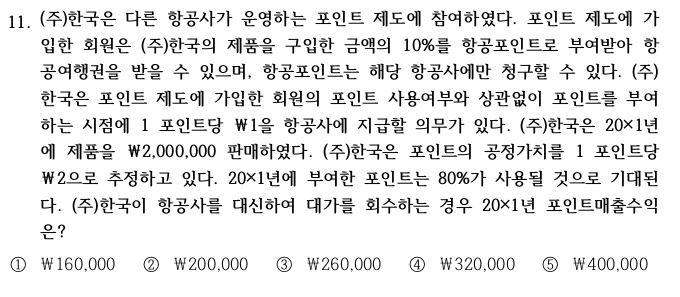 11. (주)한국은 다른 항공사가 운영하는 포인트 제도에 참여하였다. 포인트 제도에 가
입한 회원은 (주)한국의 제품을 구입한 금액의 10%를 항공포인트로 부여받아 항
공여행권을 받을 수 있으며, 항공포인트는 해당 항공사에만 청구할 수 있다. (주)
한국은 포인트 제도에 가입한 회원의 포인트 사용여부와 상관없이 포인트를 부여
하는 시점에 1 포인트당 ₩1을 항공사에 지급할 의무가 있다. (주)한국은 20×1년
에 제품을 ₩2,000,000 판매하였다. (주)한국은 포인트의 공정가치를 1 포인트당
₩2으로 추정하고 있다. 20×1년에 부여한 포인트는 80%가 사용될 것으로 기대된
다. (주)한국이 항공사를 대신하여 대가를 회수하는 경우 20×1년 포인트매출수익
은?
① ₩160,000 ② ₩200,000 ③ ₩260,000 ④ ₩320,000 ⑤ ₩400,000